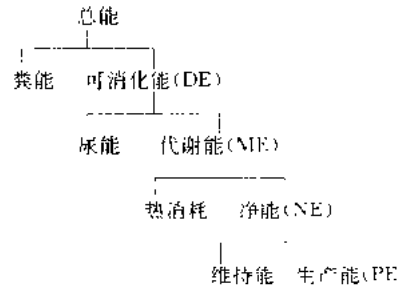 总能
粪能 可消化能(DE)
尿能 代谢能(ME)
热消耗 净能(NE)
维持能 生产能(PE